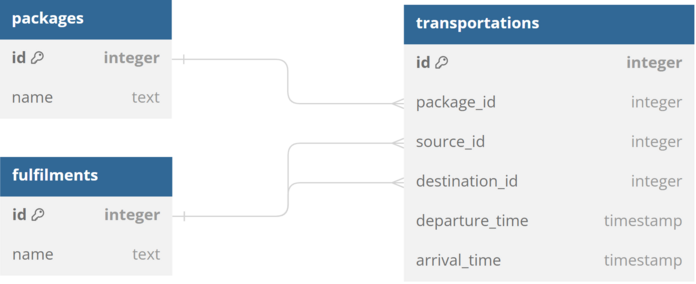 packages
id integer
name text
fulfilments
id integer
name text
transportations
id integer
package_id integer
source_id integer
destination_id integer
departure_time timestamp
arrival_time timestamp